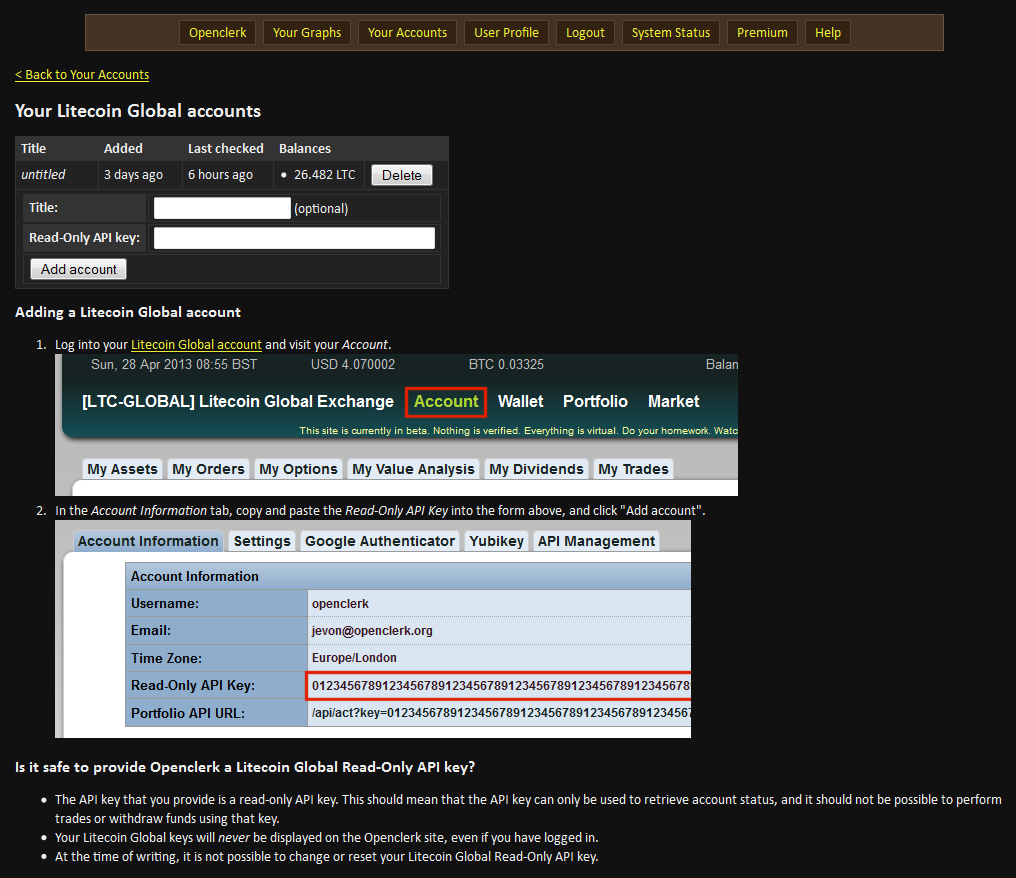 Openclerk Your Graphs Your Accounts User Profile Logout System Status Premium Help
< Back to Your Accounts
Your Litecoin Global accounts
Title Added Last checked Balances
untitled 3 days ago 6 hours ago • 26.482 LTC Delete
Title: (optional)
Read-Only API key:
Add account
Adding a Litecoin Global account
1. Log into your Litecoin Global account and visit your Account.
Sun, 28 Apr 2013 08:55 BST USD 4.070002 BTC 0.03325 Balan
[LTC-GLOBAL] Litecoin Global Exchange Account Wallet Portfolio Market
This site is currently in beta. Nothing is verified. Everything is virtual. Do your homework. Watc
My Assets My Orders My Options My Value Analysis My Dividends My Trades
2. In the Account Information tab, copy and paste the Read-Only API Key into the form above, and click "Add account".
Account Information Settings Google Authenticator Yubikey API Management
Account Information
Username: openclerk
Email: jevon@openclerk.org
Time Zone: Europe/London
Read-Only API Key: 012345678912345678912345678912345678912345678912345678
Portfolio API URL: /api/act?key=01234567891234567891234567891234567891234567
Is it safe to provide Openclerk a Litecoin Global Read-Only API key?
• The API key that you provide is a read-only API key. This should mean that the API key can only be used to retrieve account status, and it should not be possible to perform
trades or withdraw funds using that key.
• Your Litecoin Global keys will never be displayed on the Openclerk site, even if you have logged in.
• At the time of writing, it is not possible to change or reset your Litecoin Global Read-Only API key.